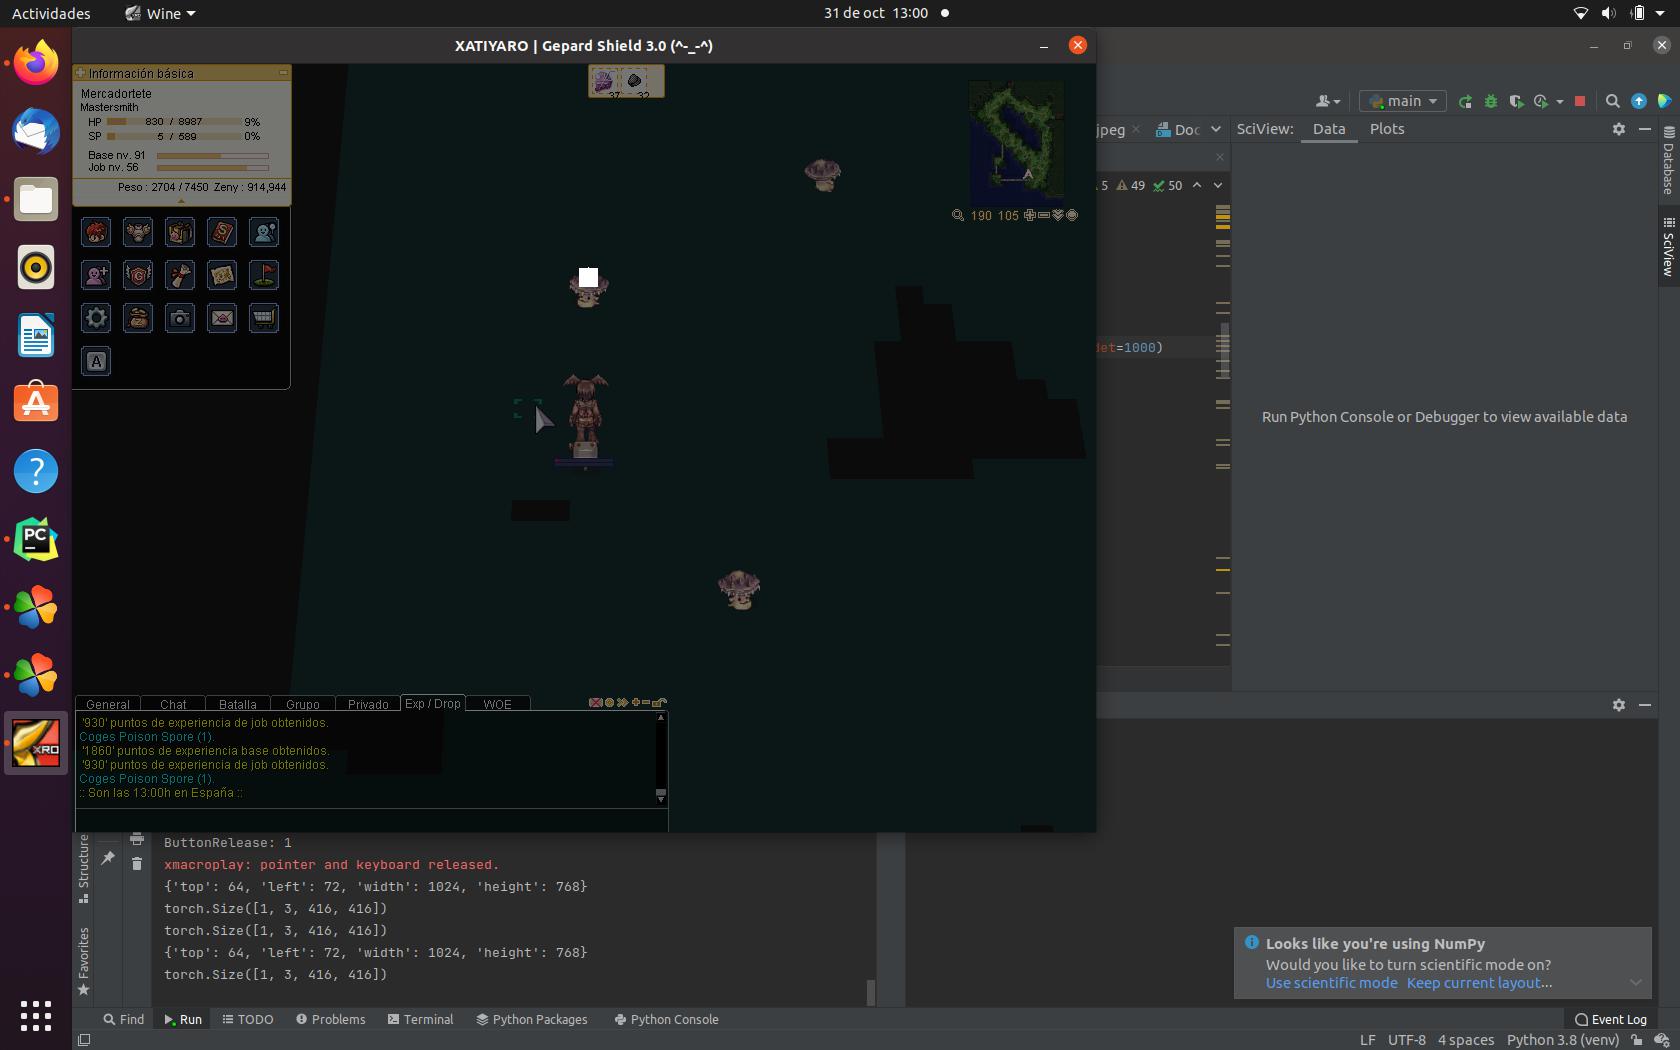 Actividades
Wine
31 de oct 13:00
XATIYARO | Gepard Shield 3.0 (^-_-^)
Información básica
Mercadortete
Mastersmith
HP 830 / 8987 9%
SP 5 / 589 0%
Base nv. 91
Job nv. 56
Peso : 2704 / 7450 Zeny : 914,944
37 32
190 105
main
jpeg
Doc
SciView: Data Plots
5 49 50
det=1000)
Database
SciView
Run Python Console or Debugger to view available data
PC
XRO
General Chat Batalla Grupo Privado Exp / Drop WOE
'930' puntos de experiencia de job obtenidos.
Coges Poison Spore (1).
'1860' puntos de experiencia base obtenidos.
'930' puntos de experiencia de job obtenidos.
Coges Poison Spore (1).
:: Son las 13:00h en España ::
Structure
Favorites
ButtonRelease: 1
xmacroplay: pointer and keyboard released.
{'top': 64, 'left': 72, 'width': 1024, 'height': 768}
torch.Size([1, 3, 416, 416])
torch.Size([1, 3, 416, 416])
{'top': 64, 'left': 72, 'width': 1024, 'height': 768}
torch.Size([1, 3, 416, 416])
Looks like you're using NumPy
Would you like to turn scientific mode on?
Use scientific mode Keep current layout...
Find Run TODO Problems Terminal Python Packages Python Console
Event Log
LF UTF-8 4 spaces Python 3.8 (venv)